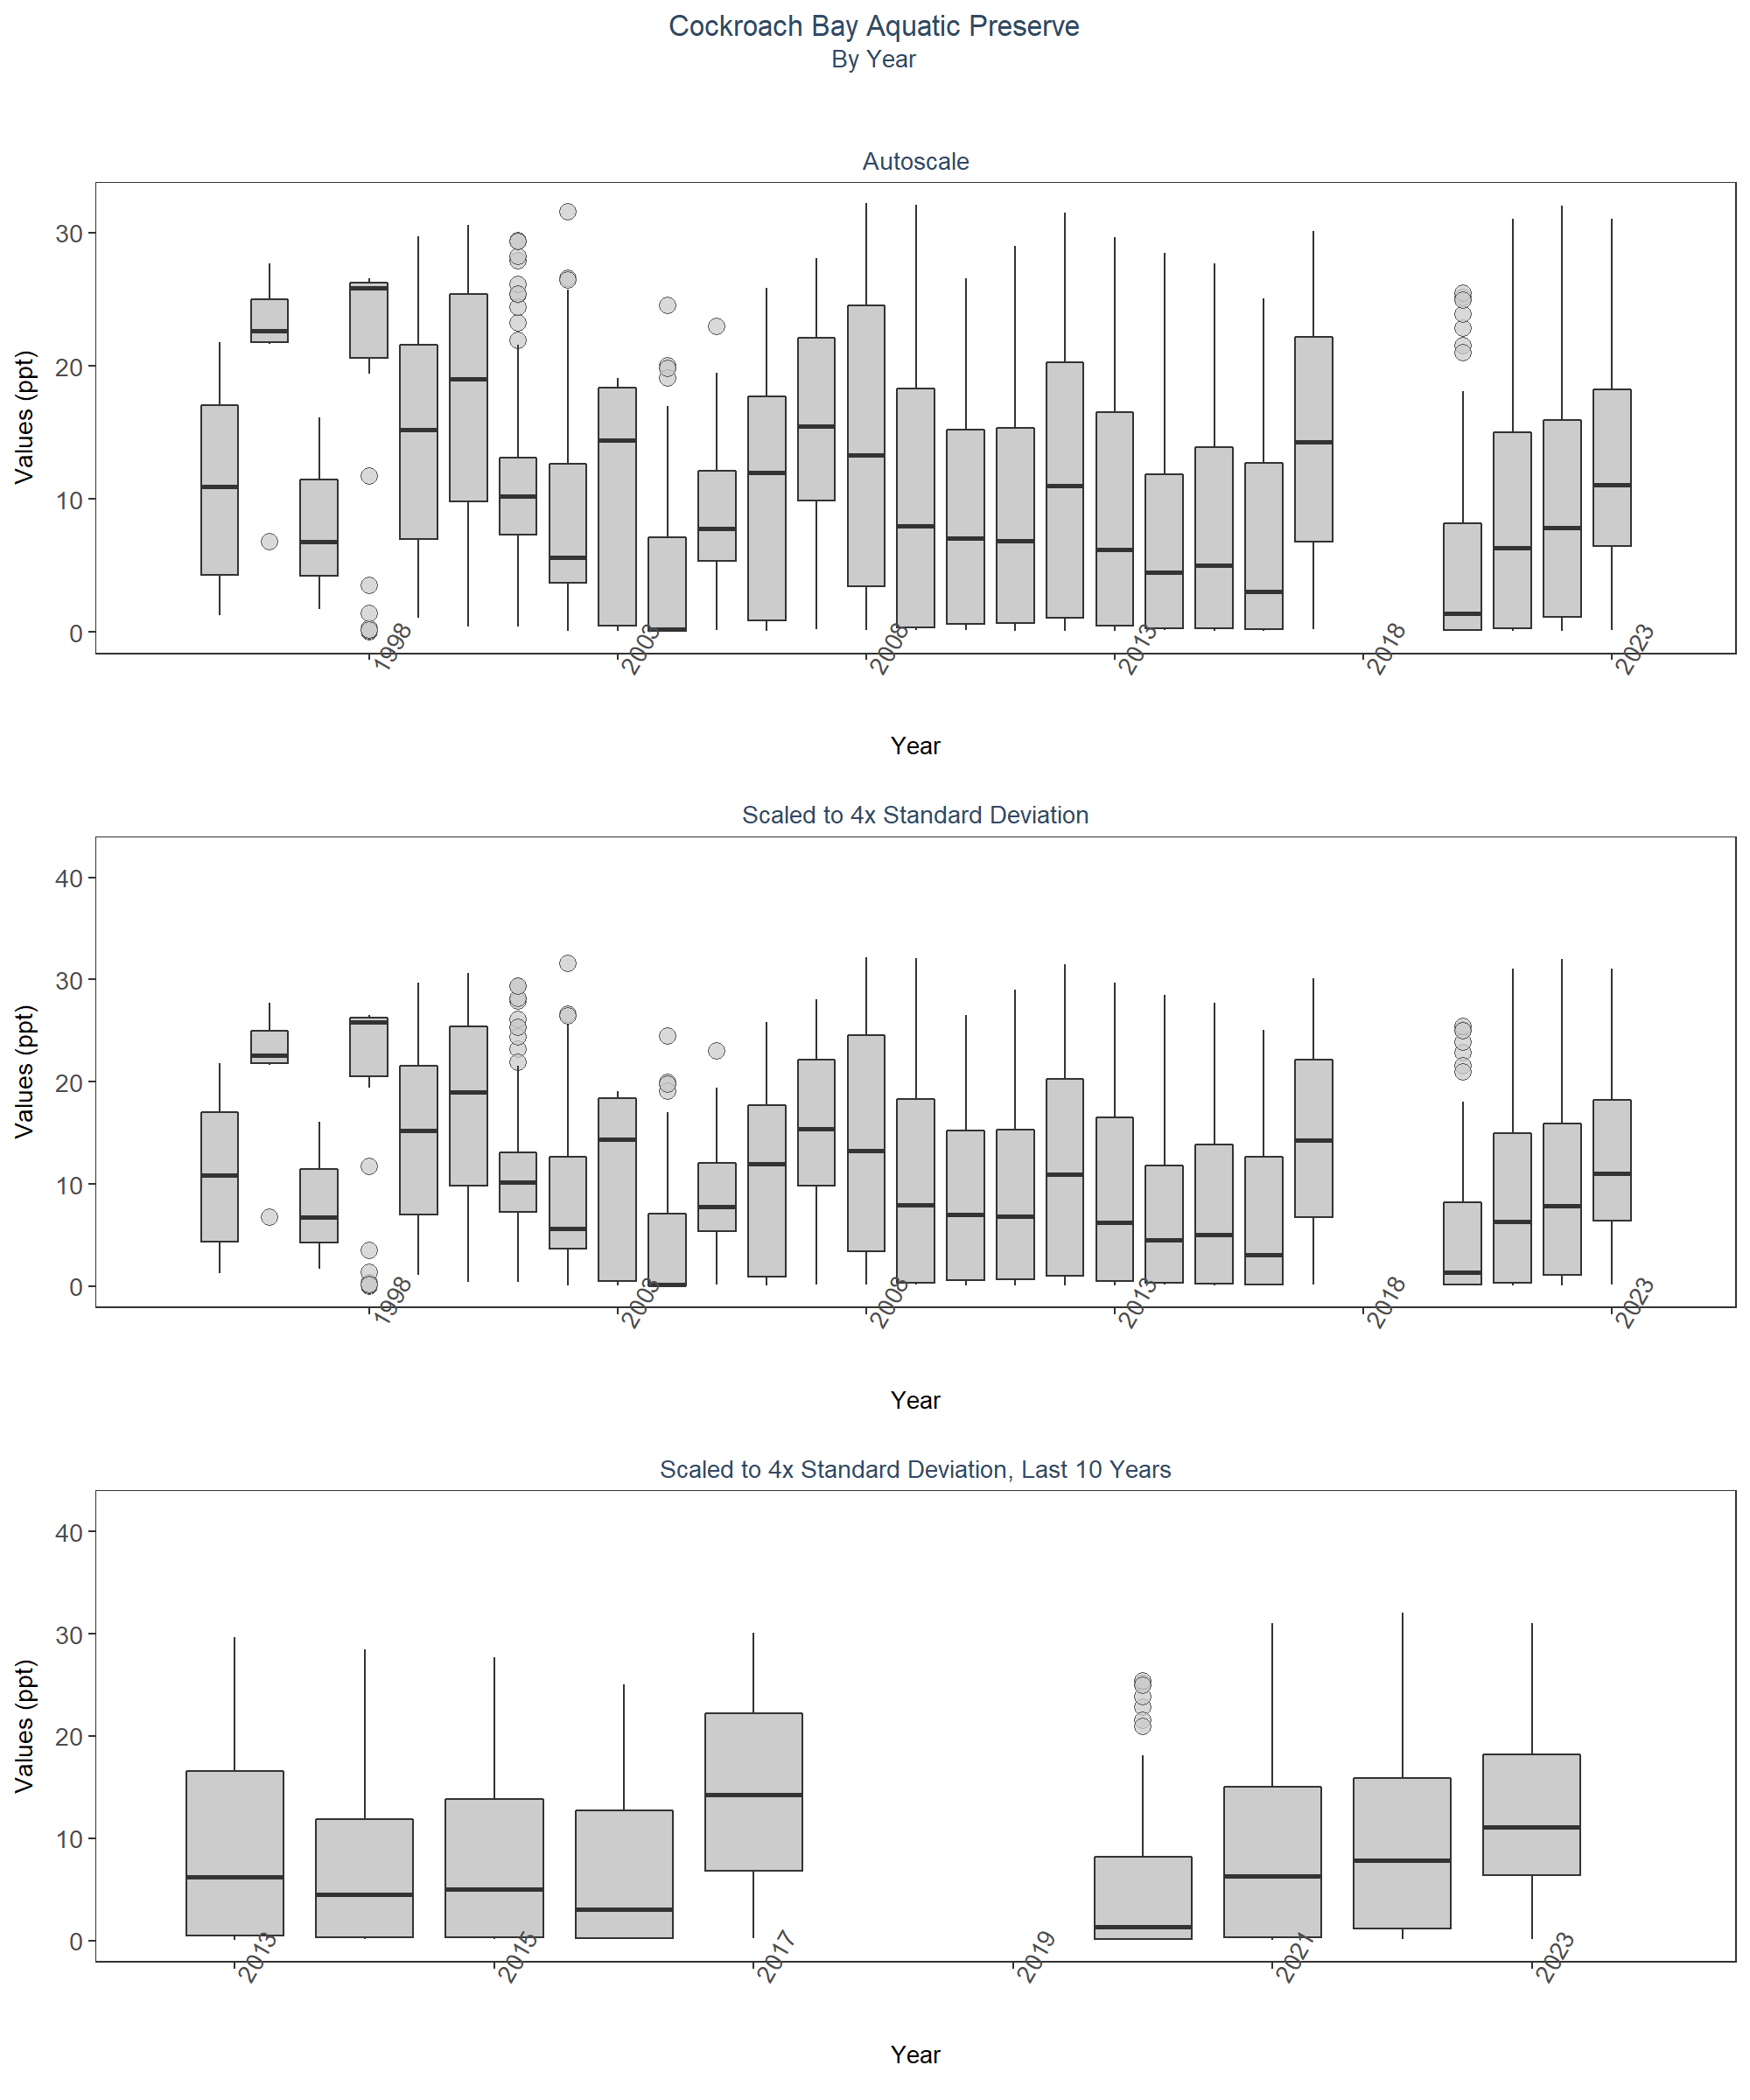 Cockroach Bay Aquatic Preserve
By Year
Autoscale
Values (ppt)
30
20
10
0
1998 2003 2008 2013 2018 2023
Year
Scaled to 4x Standard Deviation
Values (ppt)
40
30
20
10
0
1998 2003 2008 2013 2018 2023
Year
Scaled to 4x Standard Deviation, Last 10 Years
Values (ppt)
40
30
20
10
0
2013 2015 2017 2019 2021 2023
Year